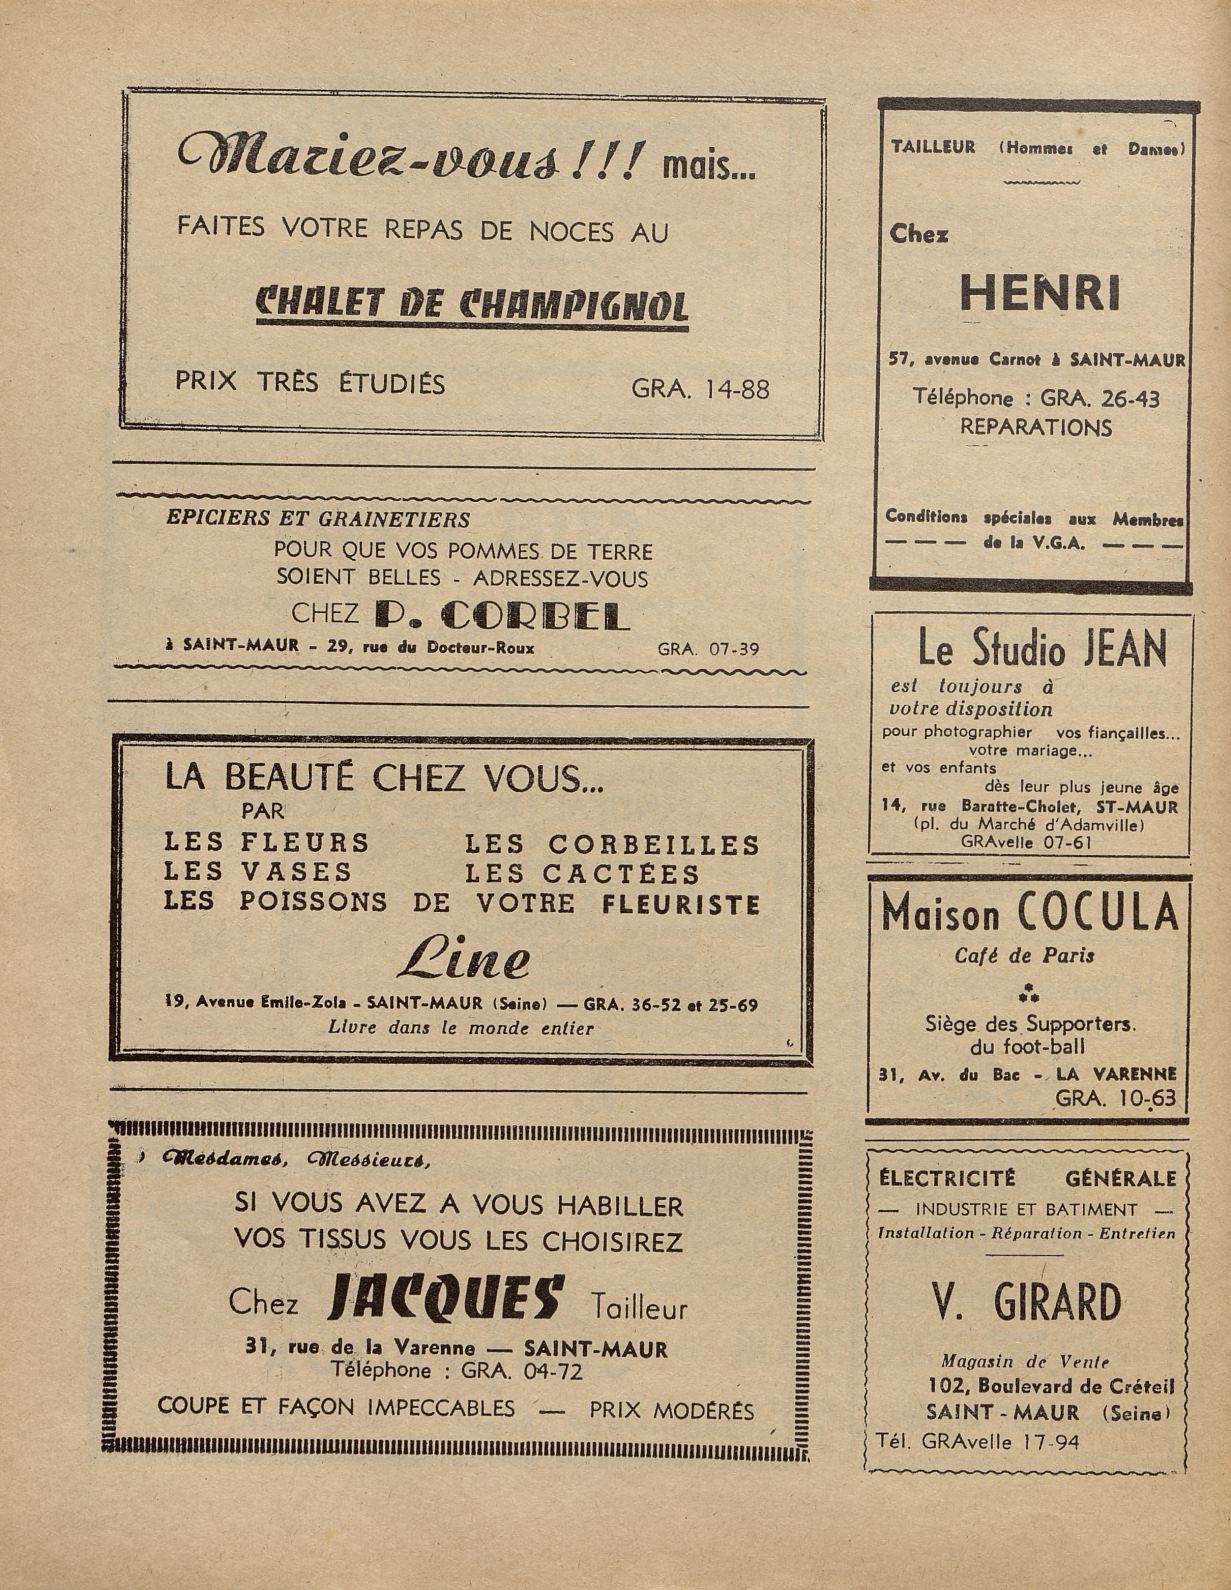 Mariez-vous !!! mais...
FAITES VOTRE REPAS DE NOCES AU
CHALET DE CHAMPIGNOL
PRIX TRÈS ÉTUDIÉS GRA. 14-88
EPICIERS ET GRAINETIERS
POUR QUE VOS POMMES DE TERRE
SOIENT BELLES - ADRESSEZ-VOUS
CHEZ P. CORBEL
à SAINT-MAUR - 29, rue du Docteur-Roux GRA. 07-39
LA BEAUTÉ CHEZ VOUS...
PAR
LES FLEURS LES CORBEILLES
LES VASES LES CACTÉES
LES POISSONS DE VOTRE FLEURISTE
Line
19, Avenue Emile-Zola - SAINT-MAUR (Seine) — GRA. 36-52 et 25-69
Livre dans le monde entier
Mesdames, Messieurs,
SI VOUS AVEZ A VOUS HABILLER
VOS TISSUS VOUS LES CHOISIREZ
Chez JACQUES Tailleur
31, rue de la Varenne — SAINT-MAUR
Téléphone : GRA. 04-72
COUPE ET FAÇON IMPECCABLES — PRIX MODÉRÉS
TAILLEUR (Hommes et Dames)
Chez
HENRI
57, avenue Carnot à SAINT-MAUR
Téléphone : GRA. 26-43
REPARATIONS
Conditions spéciales aux Membres
— — — de la V.G.A. — — —
Le Studio JEAN
est toujours à
votre disposition
pour photographier vos fiançailles...
votre mariage...
et vos enfants
dès leur plus jeune âge
14, rue Baratte-Cholet, ST-MAUR
(pl. du Marché d'Adamville)
GRAvelle 07-61
Maison COCULA
Café de Paris
Siège des Supporters.
du foot-ball
31, Av. du Bac - LA VARENNE
GRA. 10-63
ÉLECTRICITÉ GÉNÉRALE
— INDUSTRIE ET BATIMENT —
Installation - Réparation - Entretien
V. GIRARD
Magasin de Vente
102, Boulevard de Créteil
SAINT-MAUR (Seine)
Tél. GRAvelle 17-94